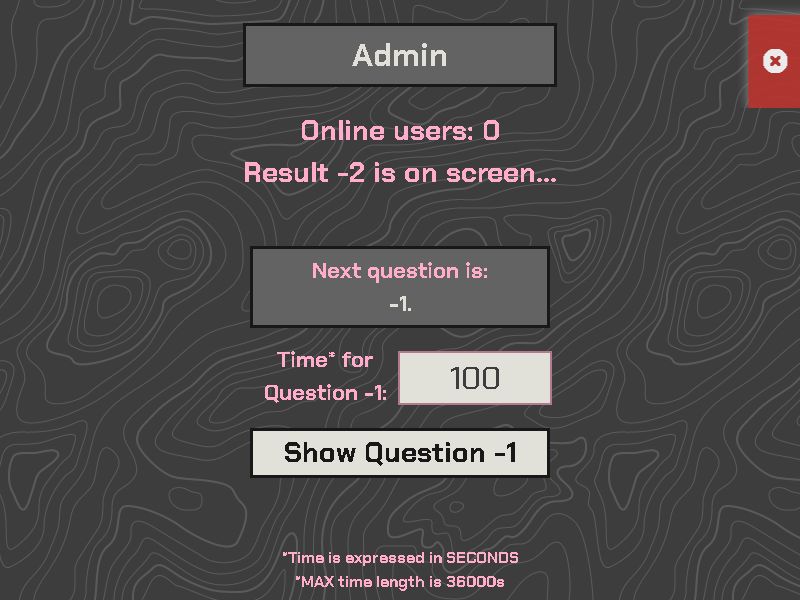 Admin
Online users: 0
Result -2 is on screen...
Next question is:
-1.
Time* for
Question -1:
100
Show Question -1
*Time is expressed in SECONDS
*MAX time length is 36000s